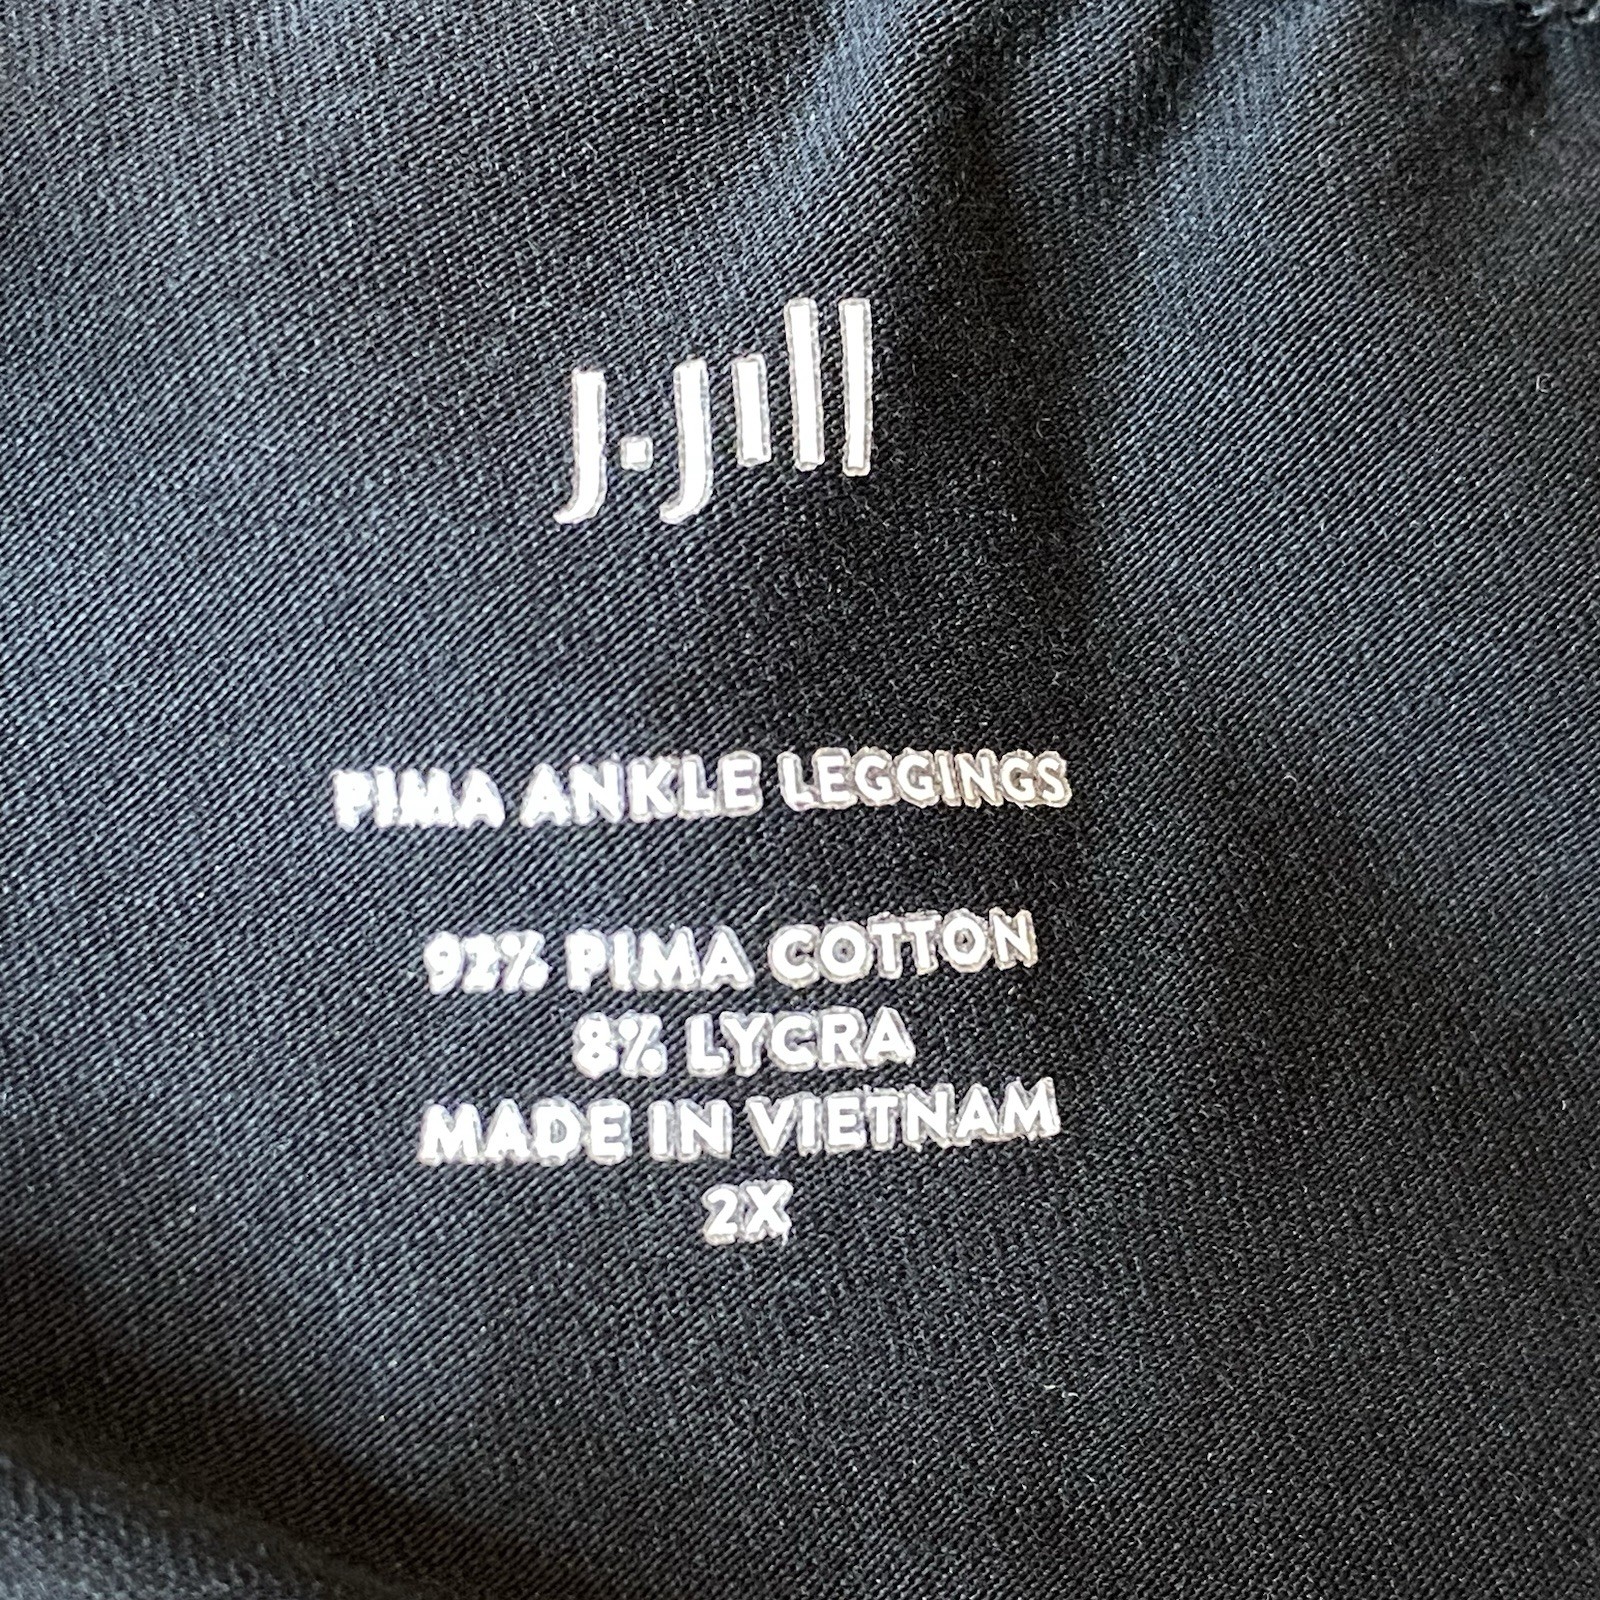 J.Jill
PIMA ANKLE LEGGINGS
92% PIMA COTTON
8% LYCRA
MADE IN VIETNAM
2X